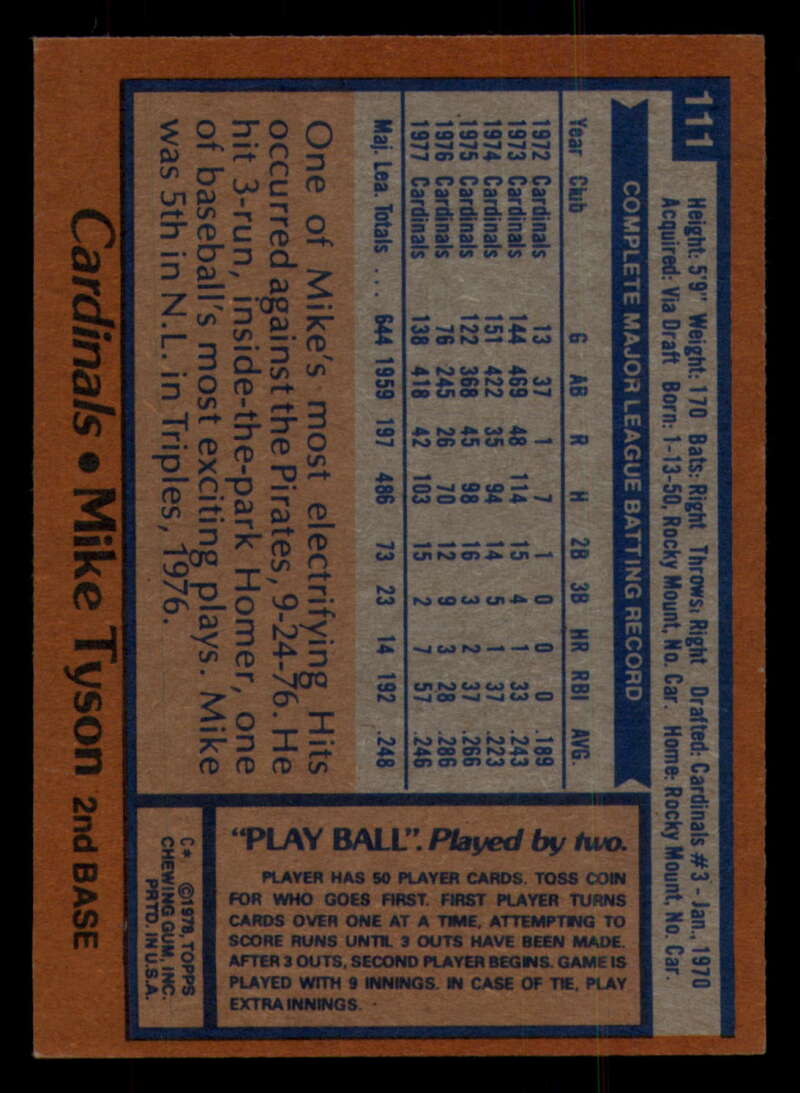 111
Height: 5'9" Weight: 170 Bats: Right Throws: Right Drafted: Cardinals #3 - Jan., 1970
Acquired: Via Draft Born: 1-13-50, Rocky Mount, No. Car. Home: Rocky Mount, No. Car.
COMPLETE MAJOR LEAGUE BATTING RECORD
Year Club G AB R H 2B 3B HR RBI AVG.
1972 Cardinals 13 37 1 7 1 0 0 0 .189
1973 Cardinals 144 469 48 114 15 4 1 33 .243
1974 Cardinals 151 422 35 94 14 5 1 37 .223
1975 Cardinals 122 368 45 98 16 3 2 37 .266
1976 Cardinals 76 245 26 70 12 9 3 28 .286
1977 Cardinals 138 418 42 103 15 2 7 57 .246
Maj. Lea. Totals . . . 644 1959 197 486 73 23 14 192 .248
One of Mike's most electrifying Hits
occurred against the Pirates, 9-24-76. He
hit 3-run, inside-the-park Homer, one
of baseball's most exciting plays. Mike
was 5th in N.L. in Triples, 1976.
"PLAY BALL". Played by two.
PLAYER HAS 50 PLAYER CARDS. TOSS COIN
FOR WHO GOES FIRST. FIRST PLAYER TURNS
CARDS OVER ONE AT A TIME, ATTEMPTING TO
SCORE RUNS UNTIL 3 OUTS HAVE BEEN MADE.
AFTER 3 OUTS, SECOND PLAYER BEGINS. GAME IS
PLAYED WITH 9 INNINGS. IN CASE OF TIE, PLAY
EXTRA INNINGS.
C* ©1978, TOPPS
CHEWING GUM, INC.
PRTD. IN U.S.A.
Cardinals • Mike Tyson 2nd BASE